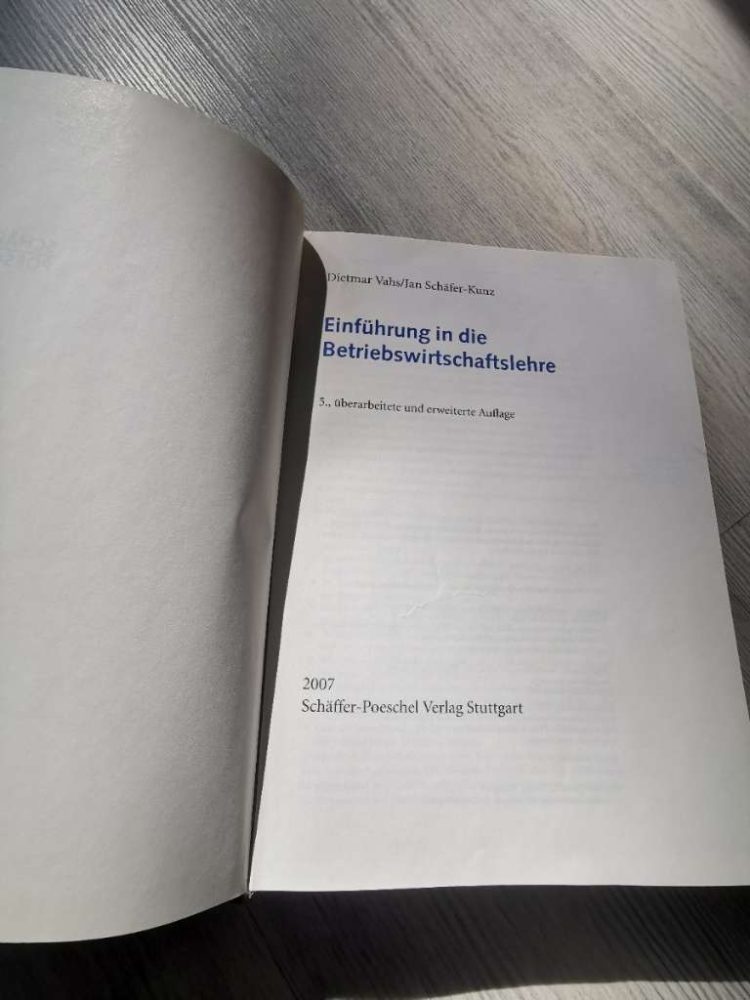 Dietmar Vahs/Jan Schäfer-Kunz
Einführung in die
Betriebswirtschaftslehre
5., überarbeitete und erweiterte Auflage
2007
Schäffer-Poeschel Verlag Stuttgart